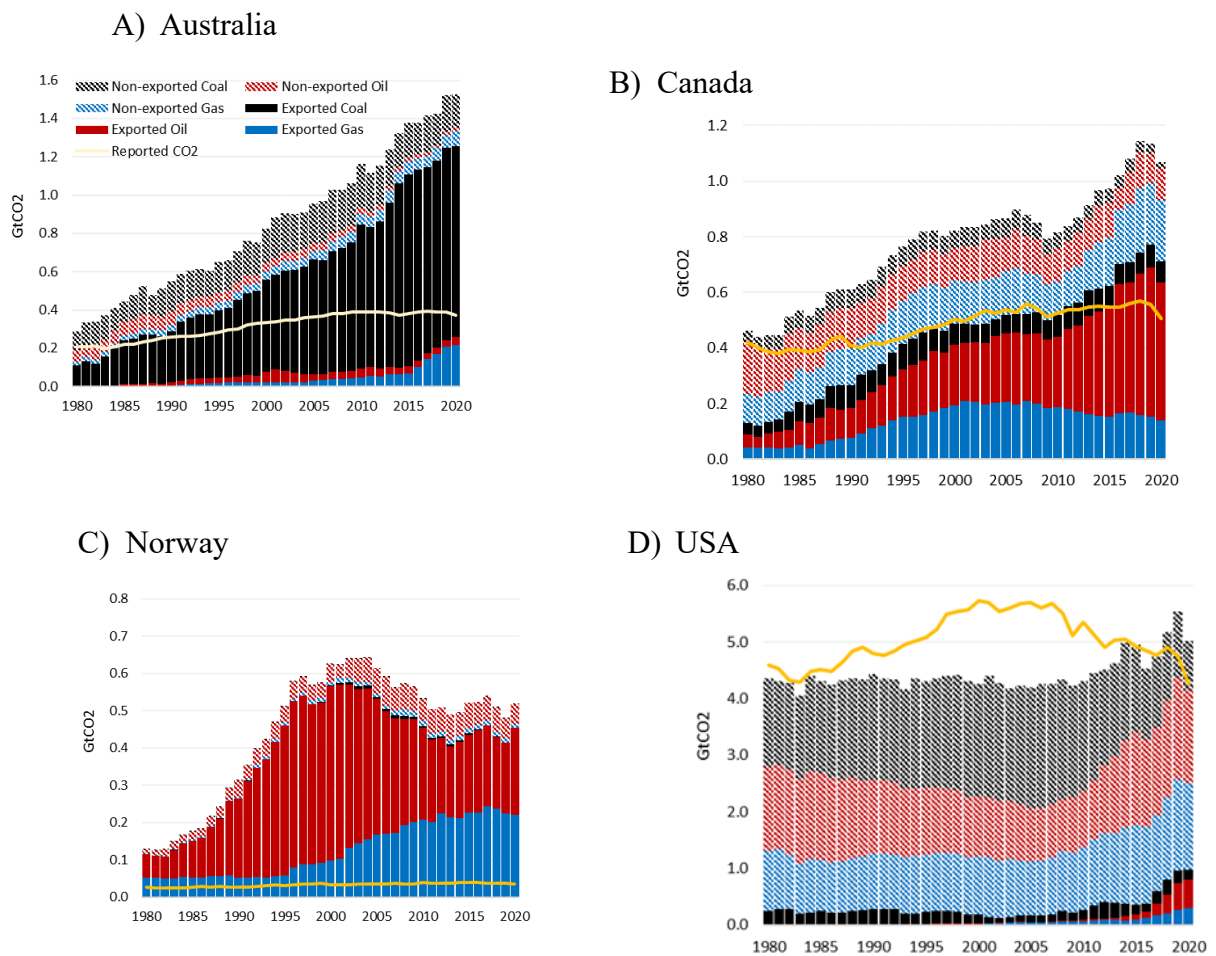 A) Australia
1.6
1.4
1.2
1.0
0.8
0.6
0.4
0.2
0.0
GtCO2
Non-exported Coal Non-exported Oil
Non-exported Gas Exported Coal
Exported Oil Exported Gas
Reported CO2
1980 1985 1990 1995 2000 2005 2010 2015 2020
B) Canada
1.2
1.0
0.8
0.6
0.4
0.2
0.0
GtCO2
1980 1985 1990 1995 2000 2005 2010 2015 2020
C) Norway
0.8
0.7
0.6
0.5
0.4
0.3
0.2
0.1
0.0
GtCO2
1980 1985 1990 1995 2000 2005 2010 2015 2020
D) USA
6.0
5.0
4.0
3.0
2.0
1.0
0.0
GtCO2
1980 1985 1990 1995 2000 2005 2010 2015 2020